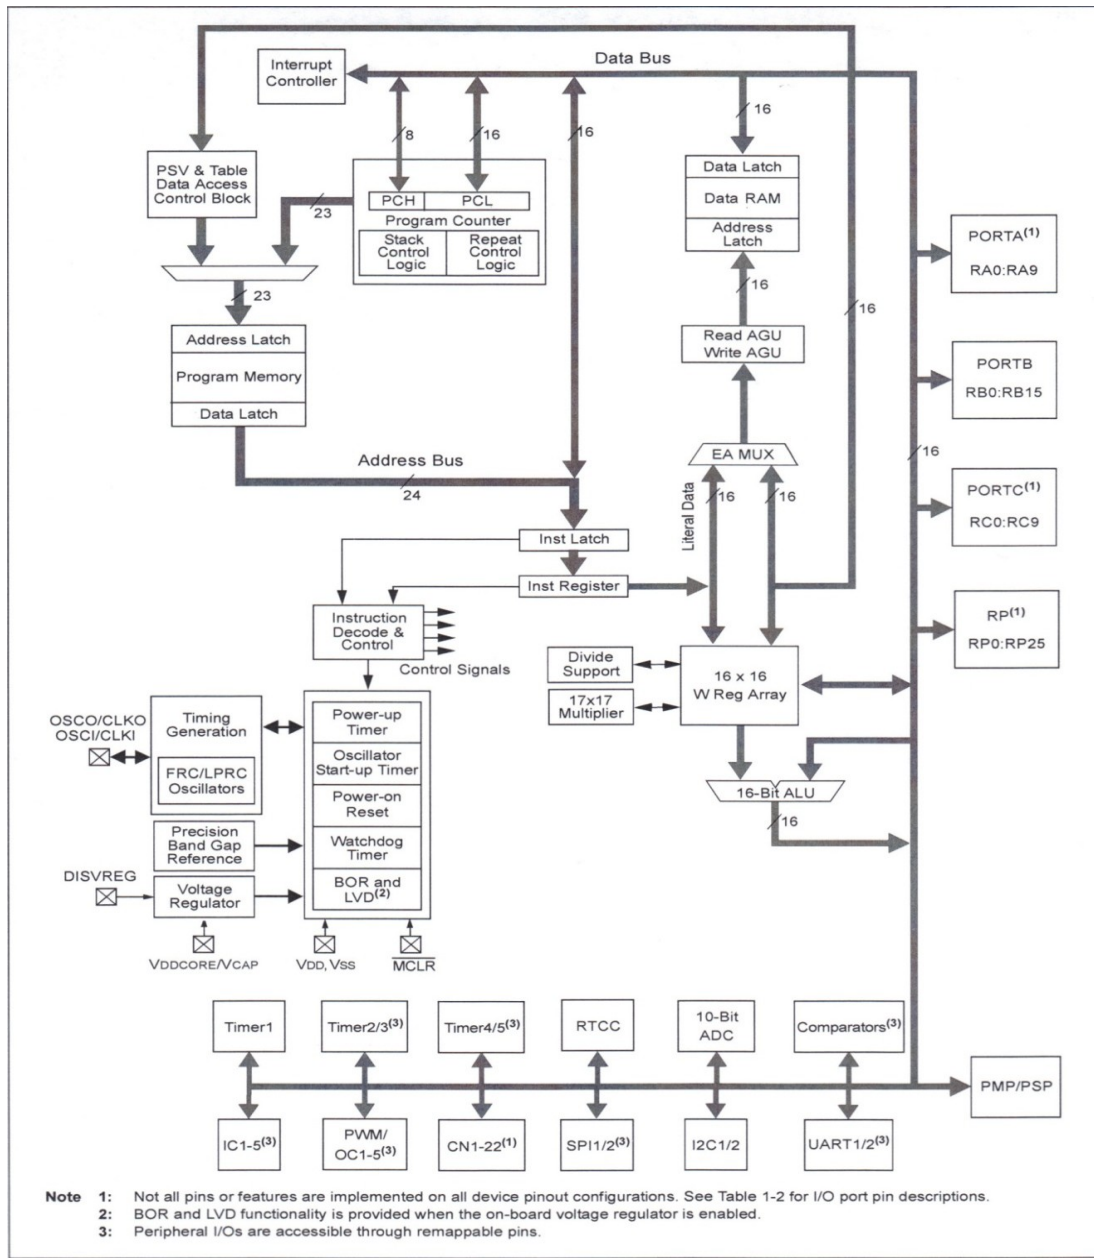 Data Bus
Interrupt
Controller
8
16
16
16
PSV & Table
Data Access
Control Block
23
PCH
PCL
Program Counter
Stack
Control
Logic
Repeat
Control
Logic
Data Latch
Data RAM
Address
Latch
16
16
PORTA(1)
RA0:RA9
23
Address Latch
Program Memory
Data Latch
Read AGU
Write AGU
PORTB
RB0:RB15
EA MUX
16
Address Bus
24
Literal Data
16
16
PORTC(1)
RC0:RC9
Inst Latch
Inst Register
Instruction
Decode &
Control
Control Signals
Divide
Support
17x17
Multiplier
16 x 16
W Reg Array
RP(1)
RP0:RP25
OSCO/CLKO
OSCI/CLKI
Timing
Generation
FRC/LPRC
Oscillators
Power-up
Timer
Oscillator
Start-up Timer
Power-on
Reset
Watchdog
Timer
BOR and
LVD(2)
16-Bit ALU
16
Precision
Band Gap
Reference
DISVREG
Voltage
Regulator
VDDCORE/VCAP
VDD, VSS
MCLR
Timer1
Timer2/3(3)
Timer4/5(3)
RTCC
10-Bit
ADC
Comparators(3)
PMP/PSP
IC1-5(3)
PWM/
OC1-5(3)
CN1-22(1)
SPI1/2(3)
I2C1/2
UART1/2(3)
Note 1: Not all pins or features are implemented on all device pinout configurations. See Table 1-2 for I/O port pin descriptions.
2: BOR and LVD functionality is provided when the on-board voltage regulator is enabled.
3: Peripheral I/Os are accessible through remappable pins.